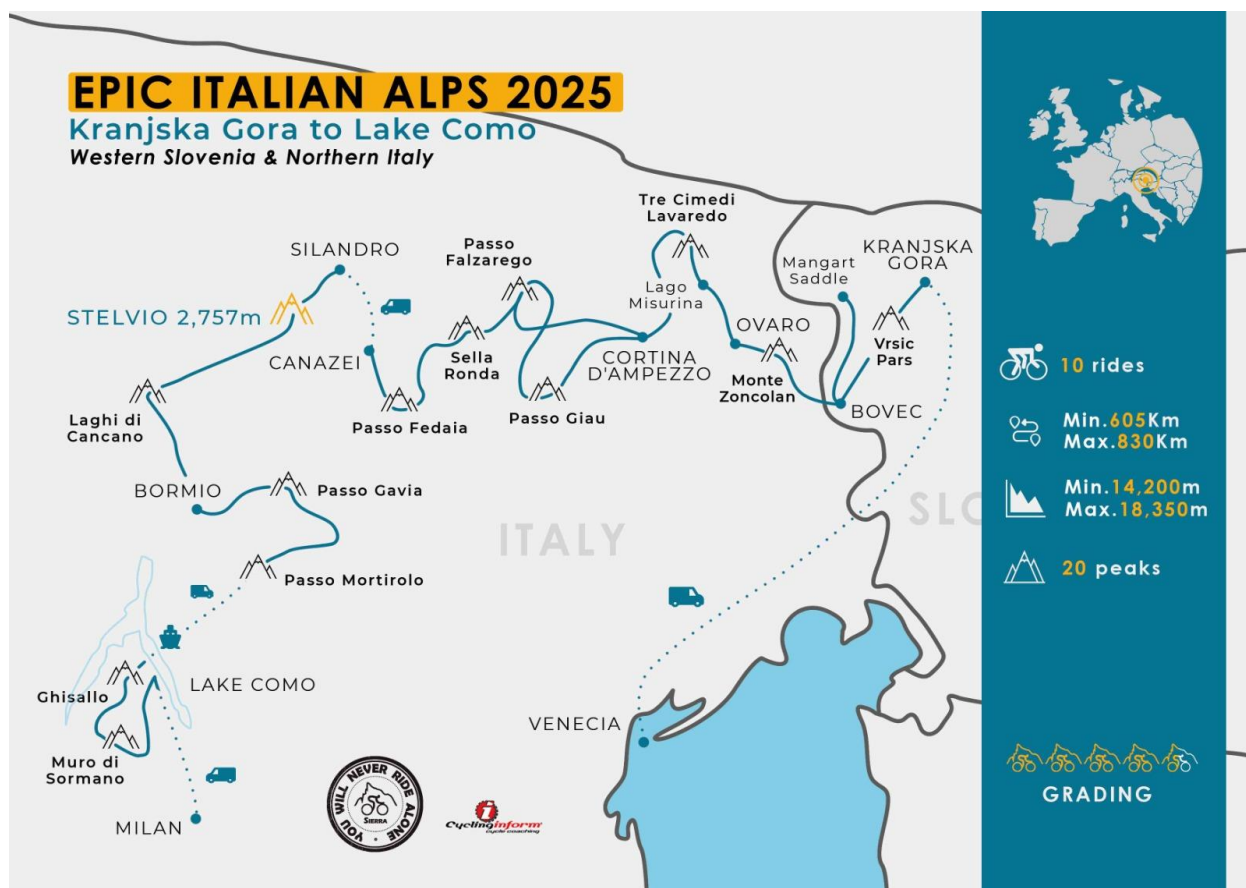 EPIC ITALIAN ALPS 2025
Kranjska Gora to Lake Como
Western Slovenia & Northern Italy
Tre Cimedi
Lavaredo
SILANDRO
Passo
Falzarego
Mangart
Saddle
KRANJSKA
GORA
STELVIO 2,757m
Lago
Misurina
CANAZEI
Sella
Ronda
OVARO
Vrsic
Pars
CORTINA
D'AMPEZZO
Monte
Zoncolan
Laghi di
Cancano
Passo Fedaia
Passo Giau
BOVEC
BORMIO
Passo Gavia
ITALY
SLO
Passo Mortirolo
LAKE COMO
Ghisallo
Muro di
Sormano
VENECIA
MILAN
YOU WILL NEVER RIDE ALONE
SIERRA
Cyclinginform
cycle coaching
10 rides
Min.605Km
Max.830Km
Min.14,200m
Max.18,350m
20 peaks
GRADING